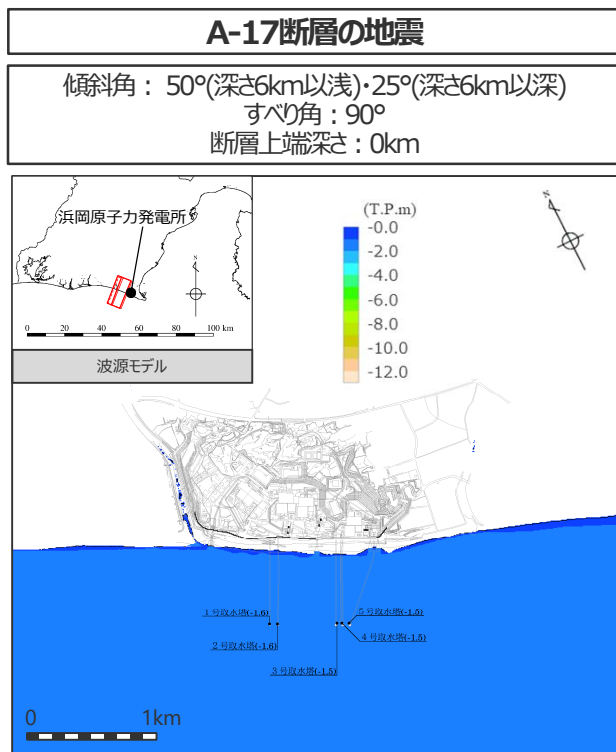 A-17断層の地震
傾斜角： 50°(深さ6km以浅)・25°(深さ6km以深)
すべり角：90°
断層上端深さ：0km
浜岡原子力発電所
N
0 20 40 60 80 100 km
波源モデル
(T.P.m)
-0.0
-2.0
-4.0
-6.0
-8.0
-10.0
-12.0
N
1号取水塔(-1.6)
2号取水塔(-1.6)
3号取水塔(-1.5)
4号取水塔(-1.5)
5号取水塔(-1.5)
0 1km